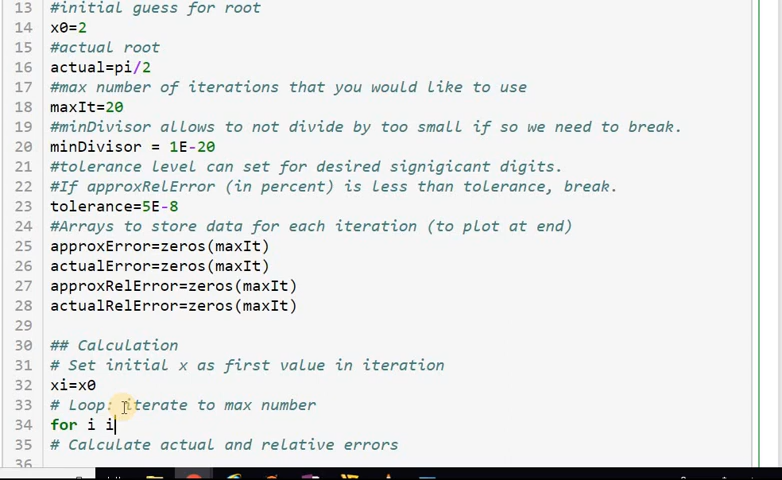 13 #initial guess for root
14 x0=2
15 #actual root
16 actual=pi/2
17 #max number of iterations that you would like to use
18 maxIt=20
19 #minDivisor allows to not divide by too small if so we need to break.
20 minDivisor = 1E-20
21 #tolerance level can set for desired signigicant digits.
22 #If approxRelError (in percent) is less than tolerance, break.
23 tolerance=5E-8
24 #Arrays to store data for each iteration (to plot at end)
25 approxError=zeros(maxIt)
26 actualError=zeros(maxIt)
27 approxRelError=zeros(maxIt)
28 actualRelError=zeros(maxIt)
29
30 ## Calculation
31 # Set initial x as first value in iteration
32 xi=x0
33 # Loop: iterate to max number
34 for i i
35 # Calculate actual and relative errors
36